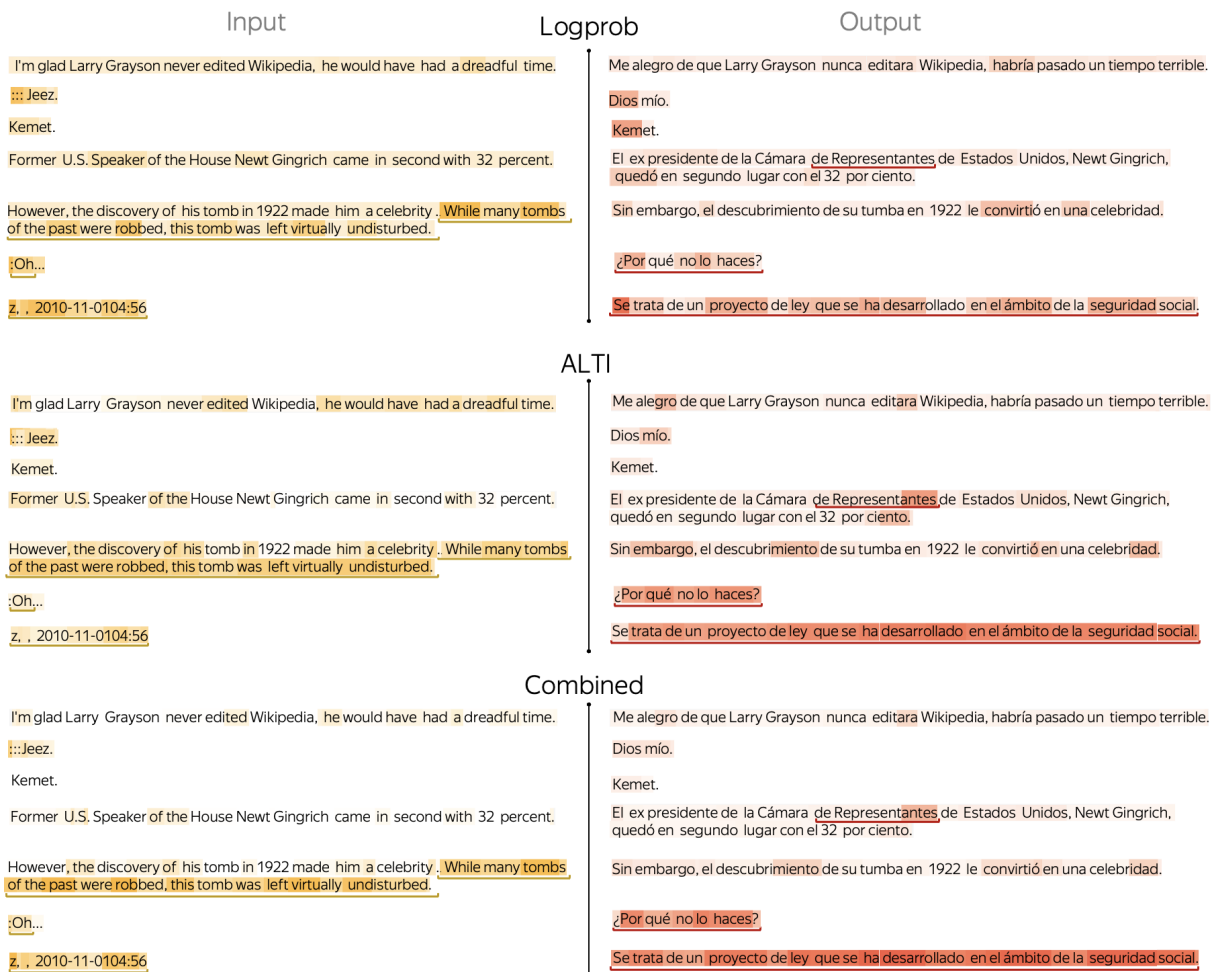 Input
Logprob
Output
I'm glad Larry Grayson never edited Wikipedia, he would have had a dreadful time.
Me alegro de que Larry Grayson nunca editara Wikipedia, habría pasado un tiempo terrible.
::: Jeez.
Dios mío.
Kemet.
Kemet.
Former U.S. Speaker of the House Newt Gingrich came in second with 32 percent.
El ex presidente de la Cámara de Representantes de Estados Unidos, Newt Gingrich,
quedó en segundo lugar con el 32 por ciento.
However, the discovery of his tomb in 1922 made him a celebrity . While many tombs
of the past were robbed, this tomb was left virtually undisturbed.
Sin embargo, el descubrimiento de su tumba en 1922 le convirtió en una celebridad.
:Oh...
¿Por qué no lo haces?
z, , 2010-11-0104:56
Se trata de un proyecto de ley que se ha desarrollado en el ámbito de la seguridad social.
ALTI
I'm glad Larry Grayson never edited Wikipedia, he would have had a dreadful time.
Me alegro de que Larry Grayson nunca editara Wikipedia, habría pasado un tiempo terrible.
::: Jeez.
Dios mío.
Kemet.
Kemet.
Former U.S. Speaker of the House Newt Gingrich came in second with 32 percent.
El ex presidente de la Cámara de Representantes de Estados Unidos, Newt Gingrich,
quedó en segundo lugar con el 32 por ciento.
However, the discovery of his tomb in 1922 made him a celebrity . While many tombs
of the past were robbed, this tomb was left virtually undisturbed.
Sin embargo, el descubrimiento de su tumba en 1922 le convirtió en una celebridad.
:Oh...
¿Por qué no lo haces?
z, , 2010-11-0104:56
Se trata de un proyecto de ley que se ha desarrollado en el ámbito de la seguridad social.
Combined
I'm glad Larry Grayson never edited Wikipedia, he would have had a dreadful time.
Me alegro de que Larry Grayson nunca editara Wikipedia, habría pasado un tiempo terrible.
:::Jeez.
Dios mío.
Kemet.
Kemet.
Former U.S. Speaker of the House Newt Gingrich came in second with 32 percent.
El ex presidente de la Cámara de Representantes de Estados Unidos, Newt Gingrich,
quedó en segundo lugar con el 32 por ciento.
However, the discovery of his tomb in 1922 made him a celebrity . While many tombs
of the past were robbed, this tomb was left virtually undisturbed.
Sin embargo, el descubrimiento de su tumba en 1922 le convirtió en una celebridad.
:Oh...
¿Por qué no lo haces?
z, , 2010-11-0104:56
Se trata de un proyecto de ley que se ha desarrollado en el ámbito de la seguridad social.